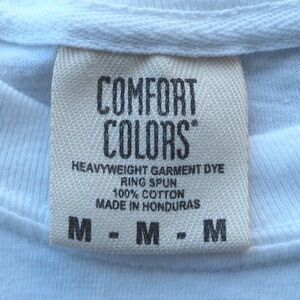 COMFORT
COLORS®
HEAVYWEIGHT GARMENT DYE
RING SPUN
100% COTTON
MADE IN HONDURAS
M - M - M